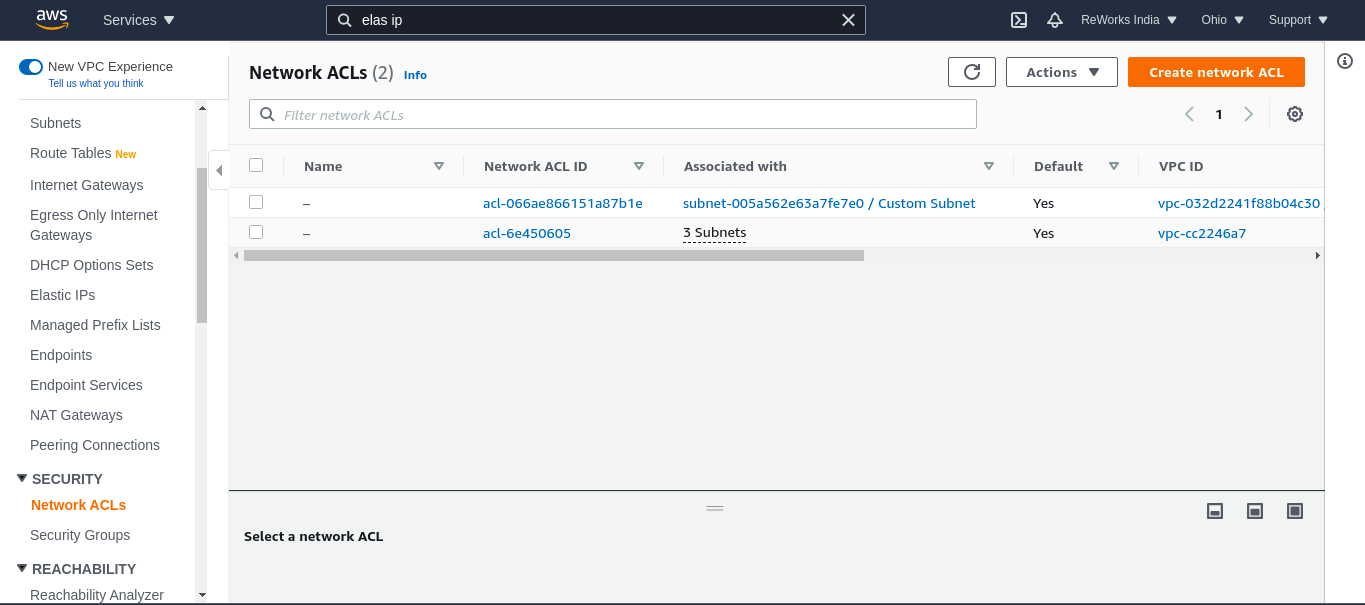 aws Services elas ip ReWorks India Ohio Support
New VPC Experience
Tell us what you think
Subnets
Route Tables New
Internet Gateways
Egress Only Internet
Gateways
DHCP Options Sets
Elastic IPs
Managed Prefix Lists
Endpoints
Endpoint Services
NAT Gateways
Peering Connections
SECURITY
Network ACLs
Security Groups
REACHABILITY
Reachability Analyzer
Network ACLs (2) Info
Actions Create network ACL
Filter network ACLs 1
Name Network ACL ID Associated with Default VPC ID
– acl-066ae866151a87b1e subnet-005a562e63a7fe7e0 / Custom Subnet Yes vpc-032d2241f88b04c30
– acl-6e450605 3 Subnets Yes vpc-cc2246a7
Select a network ACL